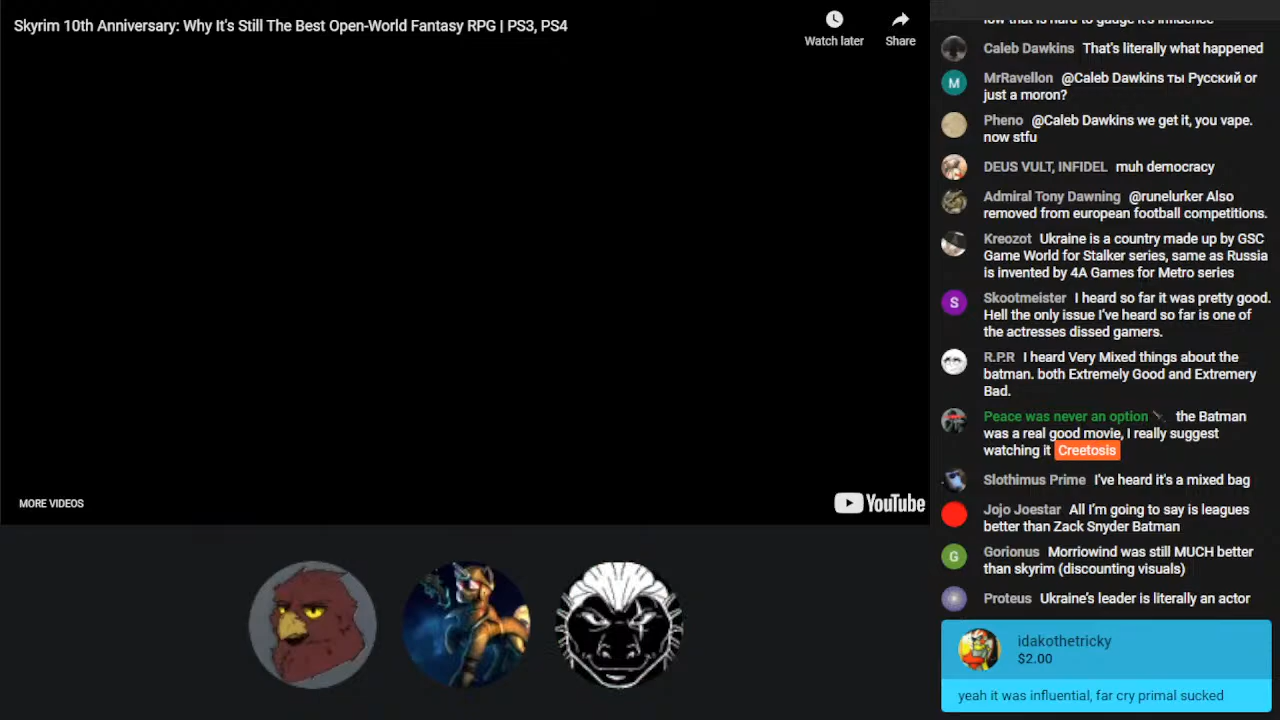 Skyrim 10th Anniversary: Why It's Still The Best Open-World Fantasy RPG | PS3, PS4
Watch later
Share
MORE VIDEOS
YouTube
low that is hard to gauge it's influence
Caleb Dawkins That's literally what happened
M
MrRavellon @Caleb Dawkins ты Русский or
just a moron?
Pheno @Caleb Dawkins we get it, you vape.
now stfu
DEUS VULT, INFIDEL muh democracy
Admiral Tony Dawning @runelurker Also
removed from european football competitions.
Kreozot Ukraine is a country made up by GSC
Game World for Stalker series, same as Russia
is invented by 4A Games for Metro series
S
Skootmeister I heard so far it was pretty good.
Hell the only issue I've heard so far is one of
the actresses dissed gamers.
R.P.R I heard Very Mixed things about the
batman. both Extremely Good and Extremery
Bad.
Peace was never an option the Batman
was a real good movie, I really suggest
watching it Creetosis
Slothimus Prime I've heard it's a mixed bag
Jojo Joestar All I'm going to say is leagues
better than Zack Snyder Batman
G
Gorionus Morriowind was still MUCH better
than skyrim (discounting visuals)
Proteus Ukraine's leader is literally an actor
idakothetricky
$2.00
yeah it was influential, far cry primal sucked